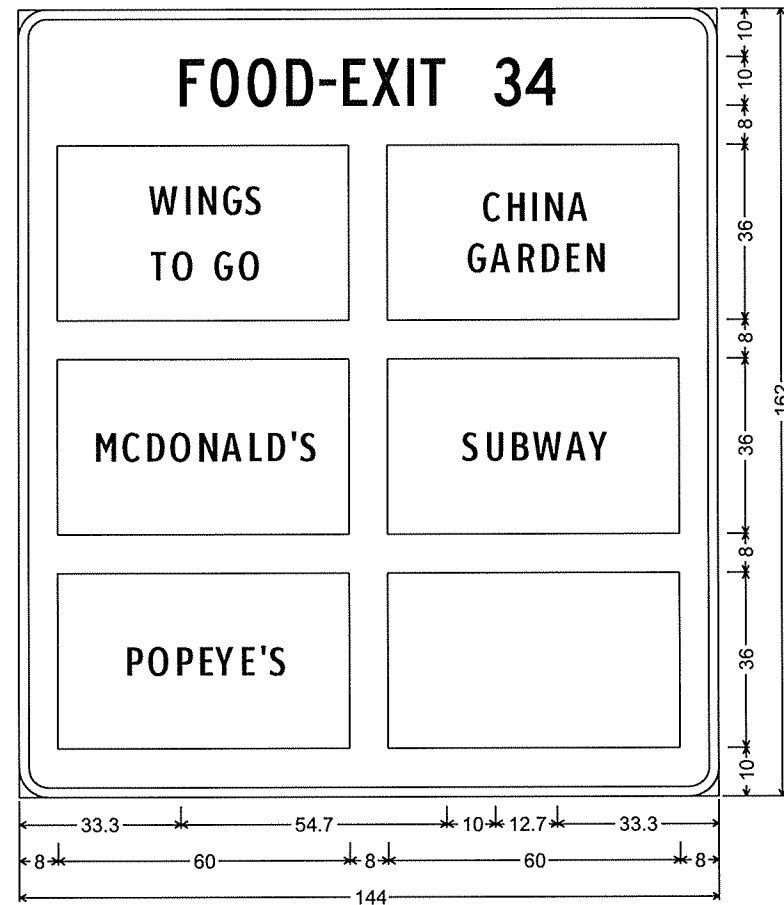 FOOD-EXIT 34
WINGS
TO GO
CHINA
GARDEN
MCDONALD'S
SUBWAY
POPEYE'S
10
10
8
36
8
36
8
36
10
162
33.3
54.7
10
12.7
33.3
8
60
8
60
8
144